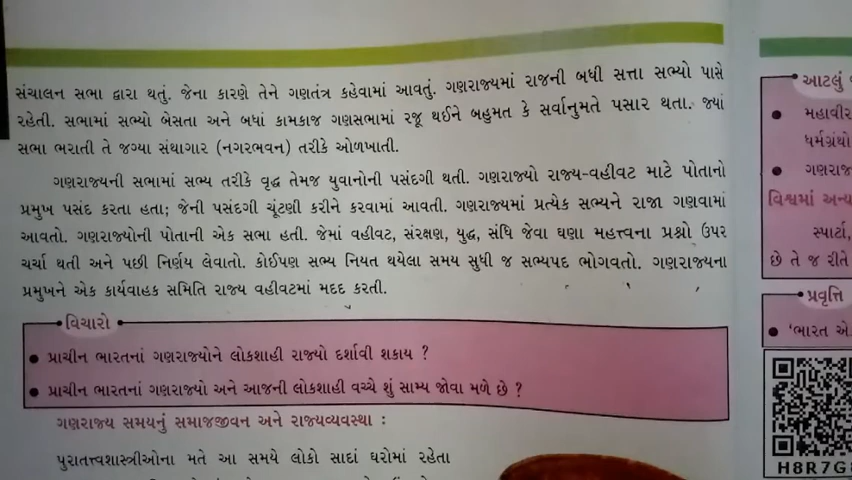 સંચાલન સભા દ્વારા થતું. જેના કારણે તેને ગણતંત્ર કહેવામાં આવતું. ગણરાજ્યમાં રાજની બધી સત્તા સભ્યો પાસે
રહેતી. સભામાં સભ્યો બેસતા અને બધાં કામકાજ ગણસભામાં રજૂ થઈને બહુમત કે સર્વાનુમતે પસાર થતા. જ્યાં
સભા ભરાતી તે જગ્યા સંથાગાર (નગરભવન) તરીકે ઓળખાતી.
ગણરાજ્યની સભામાં સભ્ય તરીકે વૃદ્ધ તેમજ યુવાનોની પસંદગી થતી. ગણરાજ્યો રાજ્ય-વહીવટ માટે પોતાનો
પ્રમુખ પસંદ કરતા હતા; જેની પસંદગી ચૂંટણી કરીને કરવામાં આવતી. ગણરાજ્યમાં પ્રત્યેક સભ્યને રાજા ગણવામાં
આવતો. ગણરાજ્યોની પોતાની એક સભા હતી. જેમાં વહીવટ, સંરક્ષણ, યુદ્ધ, સંધિ જેવા ઘણા મહત્ત્વના પ્રશ્નો ઉપર
ચર્ચા થતી અને પછી નિર્ણય લેવાતો. કોઈપણ સભ્ય નિયત થયેલા સમય સુધી જ સભ્યપદ ભોગવતો. ગણરાજ્યના
પ્રમુખને એક કાર્યવાહક સમિતિ રાજ્ય વહીવટમાં મદદ કરતી.
વિચારો
● પ્રાચીન ભારતનાં ગણરાજ્યોને લોકશાહી રાજ્યો દર્શાવી શકાય ?
● પ્રાચીન ભારતનાં ગણરાજ્યો અને આજની લોકશાહી વચ્ચે શું સામ્ય જોવા મળે છે ?
ગણરાજ્ય સમયનું સમાજજીવન અને રાજ્યવ્યવસ્થા :
પુરાતત્ત્વશાસ્ત્રીઓના મતે આ સમયે લોકો સાદાં ઘરોમાં રહેતા
આટલું
● મહાવીર
ધર્મગ્રંથો
● ગણરાજ
વિશ્વમાં અન્ય
સ્પાર્ટા,
છે તે જ રીતે
પ્રવૃત્તિ
● 'ભારત એ
H8R7G8